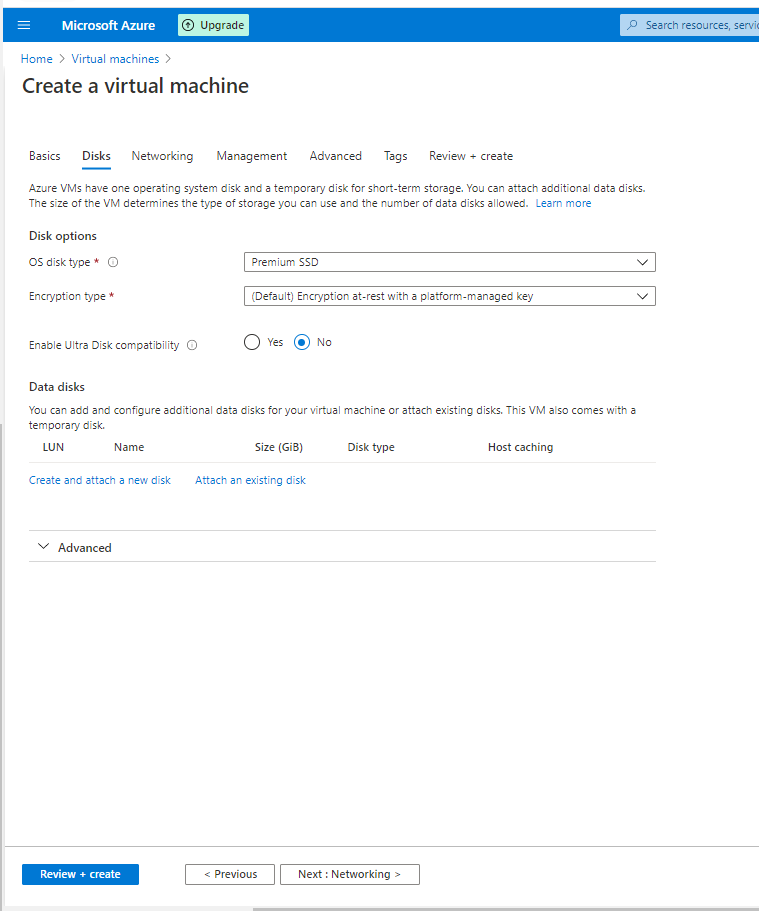 Microsoft Azure Upgrade Search resources, servic
Home > Virtual machines >
Create a virtual machine
Basics Disks Networking Management Advanced Tags Review + create
Azure VMs have one operating system disk and a temporary disk for short-term storage. You can attach additional data disks.
The size of the VM determines the type of storage you can use and the number of data disks allowed. Learn more
Disk options
OS disk type * Premium SSD
Encryption type * (Default) Encryption at-rest with a platform-managed key
Enable Ultra Disk compatibility Yes No
Data disks
You can add and configure additional data disks for your virtual machine or attach existing disks. This VM also comes with a
temporary disk.
LUN Name Size (GiB) Disk type Host caching
Create and attach a new disk Attach an existing disk
Advanced
Review + create < Previous Next : Networking >